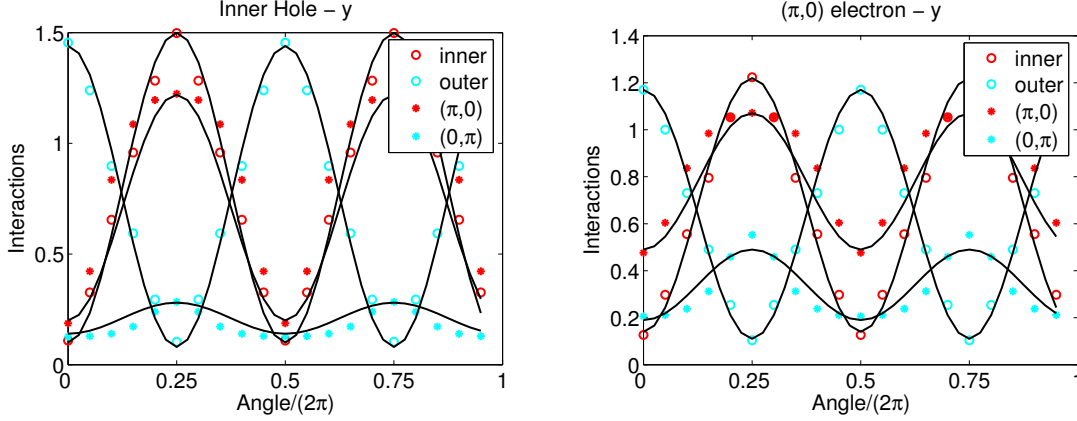 Inner Hole – y
Interactions
1.5
1
0.5
0
inner
outer
(π,0)
(0,π)
0
0.25
0.5
0.75
1
Angle/(2π)
(π,0) electron – y
Interactions
1.4
1.2
1
0.8
0.6
0.4
0.2
0
inner
outer
(π,0)
(0,π)
0
0.25
0.5
0.75
1
Angle/(2π)